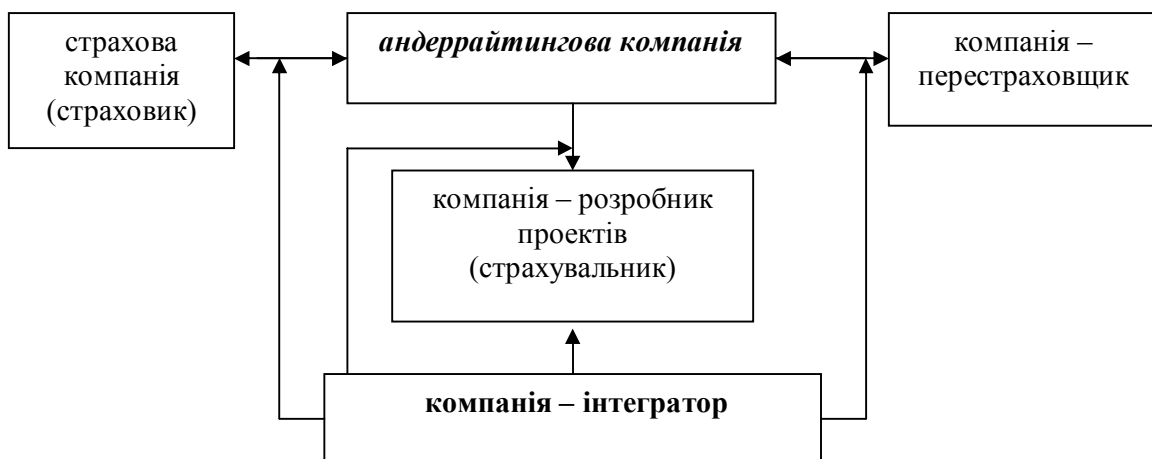 страхова
компанія
(страховик)
андеррайтингова компанія
компанія –
перестраховщик
компанія – розробник
проектів
(страхувальник)
компанія – інтегратор